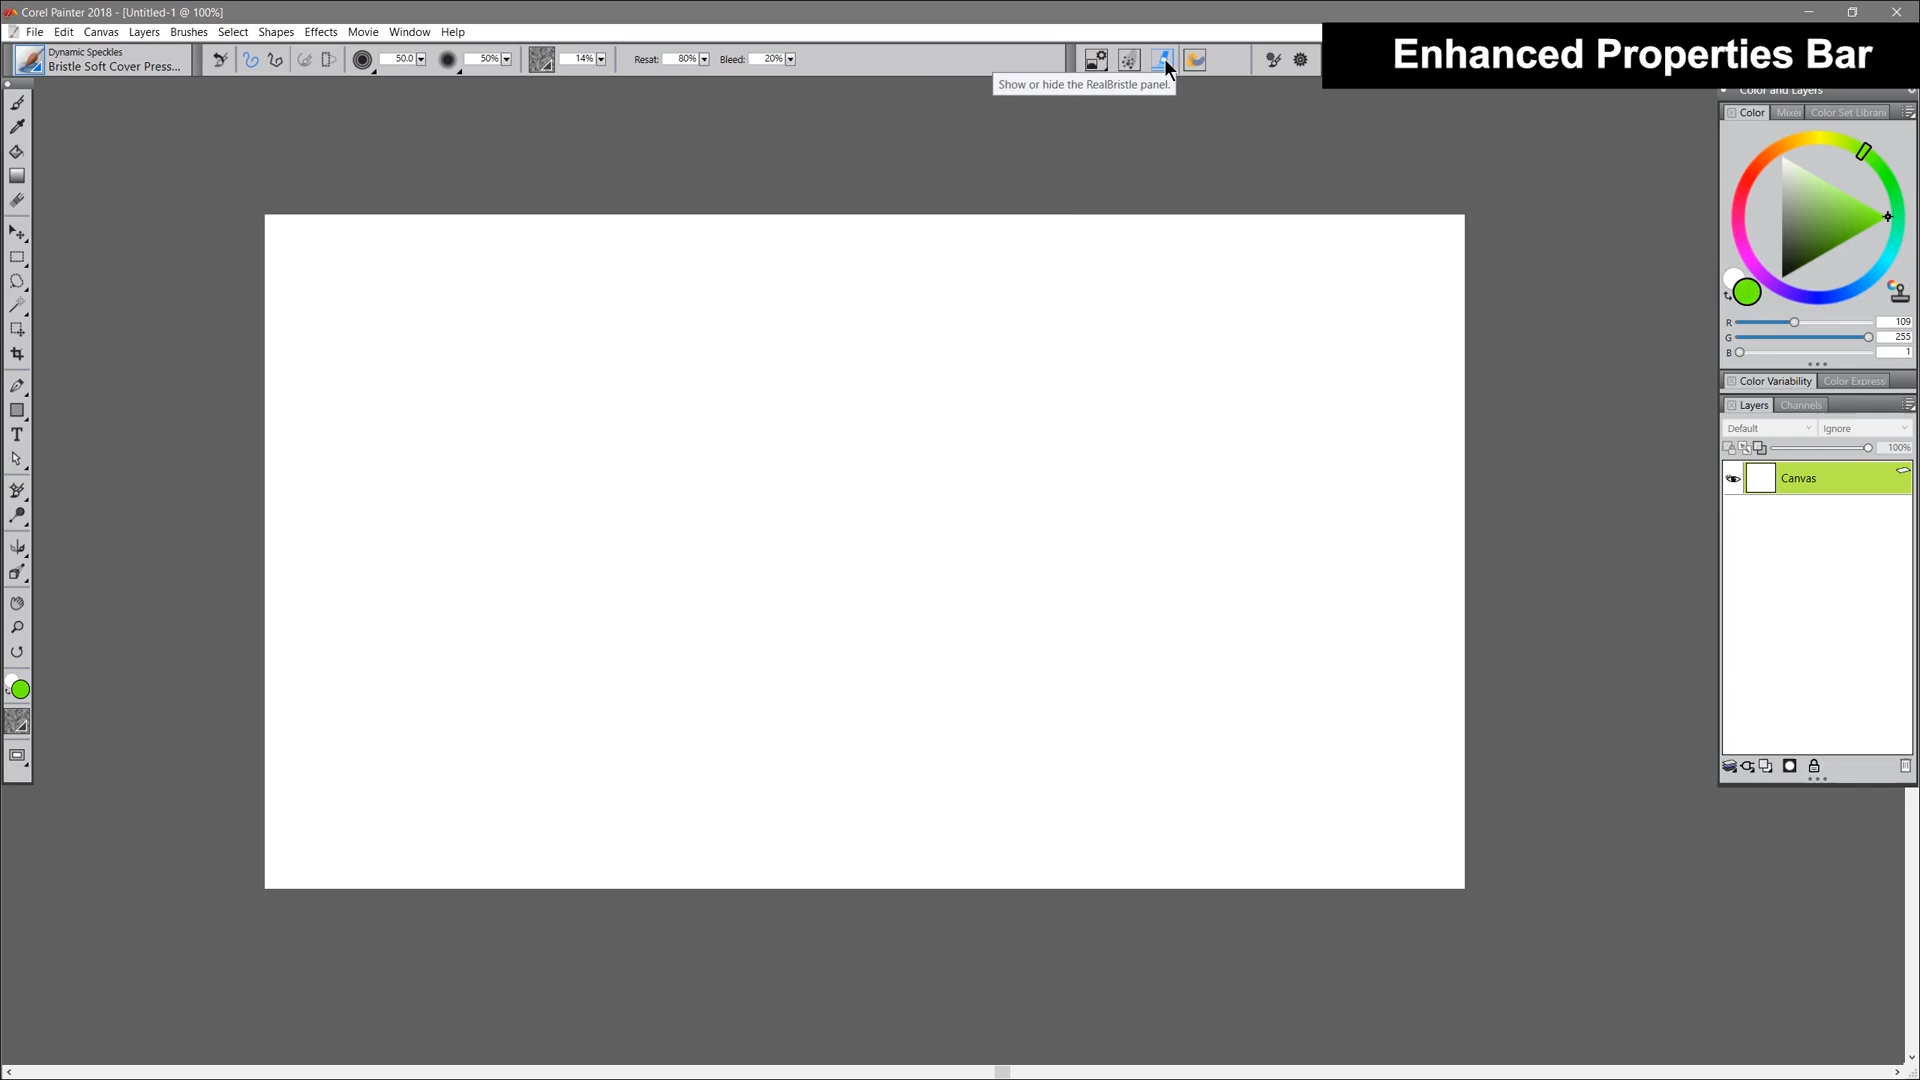 Corel Painter 2018 - [Untitled-1 @ 100%]
File Edit Canvas Layers Brushes Select Shapes Effects Movie Window Help
Enhanced Properties Bar
Dynamic Speckles
Bristle Soft Cover Press...
50.0 50% 14% Resat: 80% Bleed: 20%
Show or hide the RealBristle panel.
Color and Layers
Color Mixer Color Set Librari
R 109
G 255
B 1
Color Variability Color Express
Layers Channels
Default Ignore
100%
Canvas
T